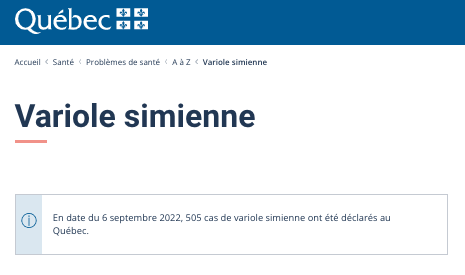 Québec
Accueil < Santé < Problèmes de santé < A à Z < Variole simienne
Variole simienne
En date du 6 septembre 2022, 505 cas de variole simienne ont été déclarés au
Québec.